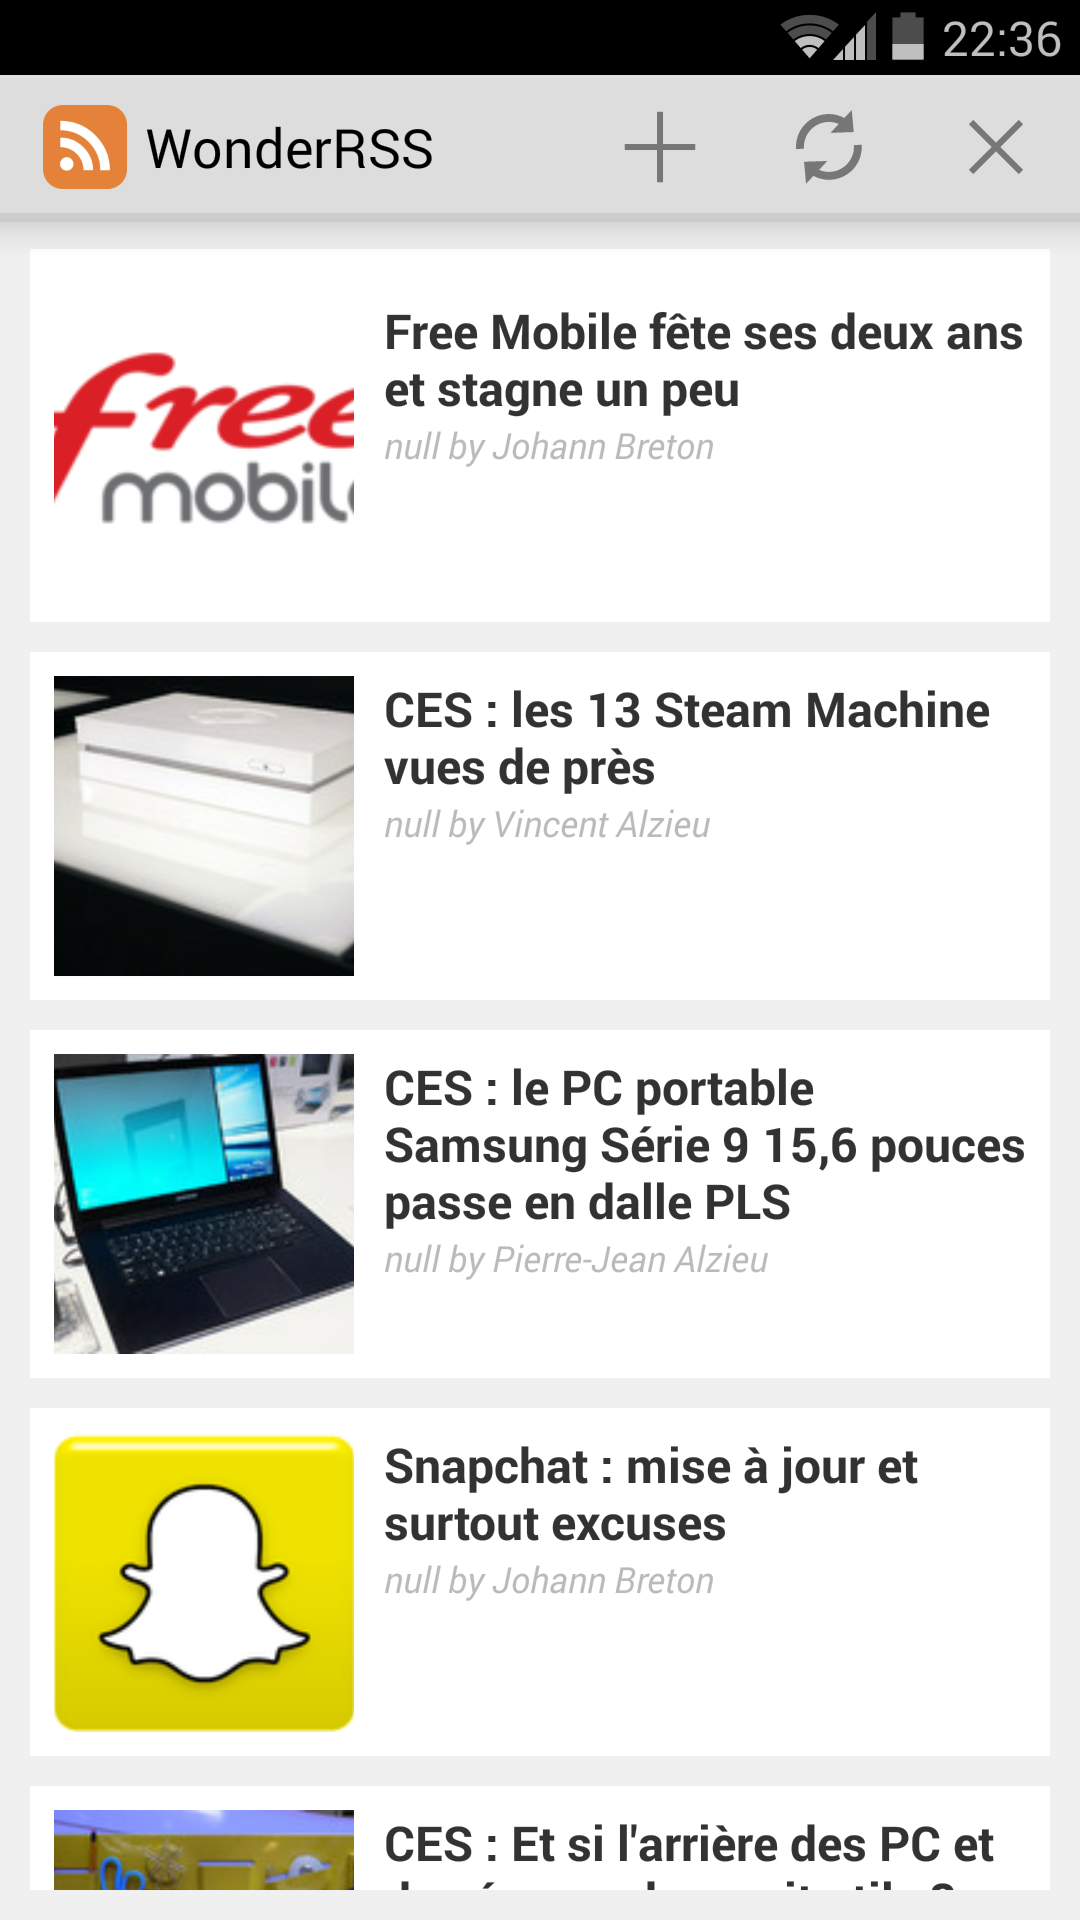 22:36
WonderRSS
free
mobile
Free Mobile fête ses deux ans
et stagne un peu
null by Johann Breton
CES : les 13 Steam Machine
vues de près
null by Vincent Alzieu
CES : le PC portable
Samsung Série 9 15,6 pouces
passe en dalle PLS
null by Pierre-Jean Alzieu
Snapchat : mise à jour et
surtout excuses
null by Johann Breton
CES : Et si l'arrière des PC et